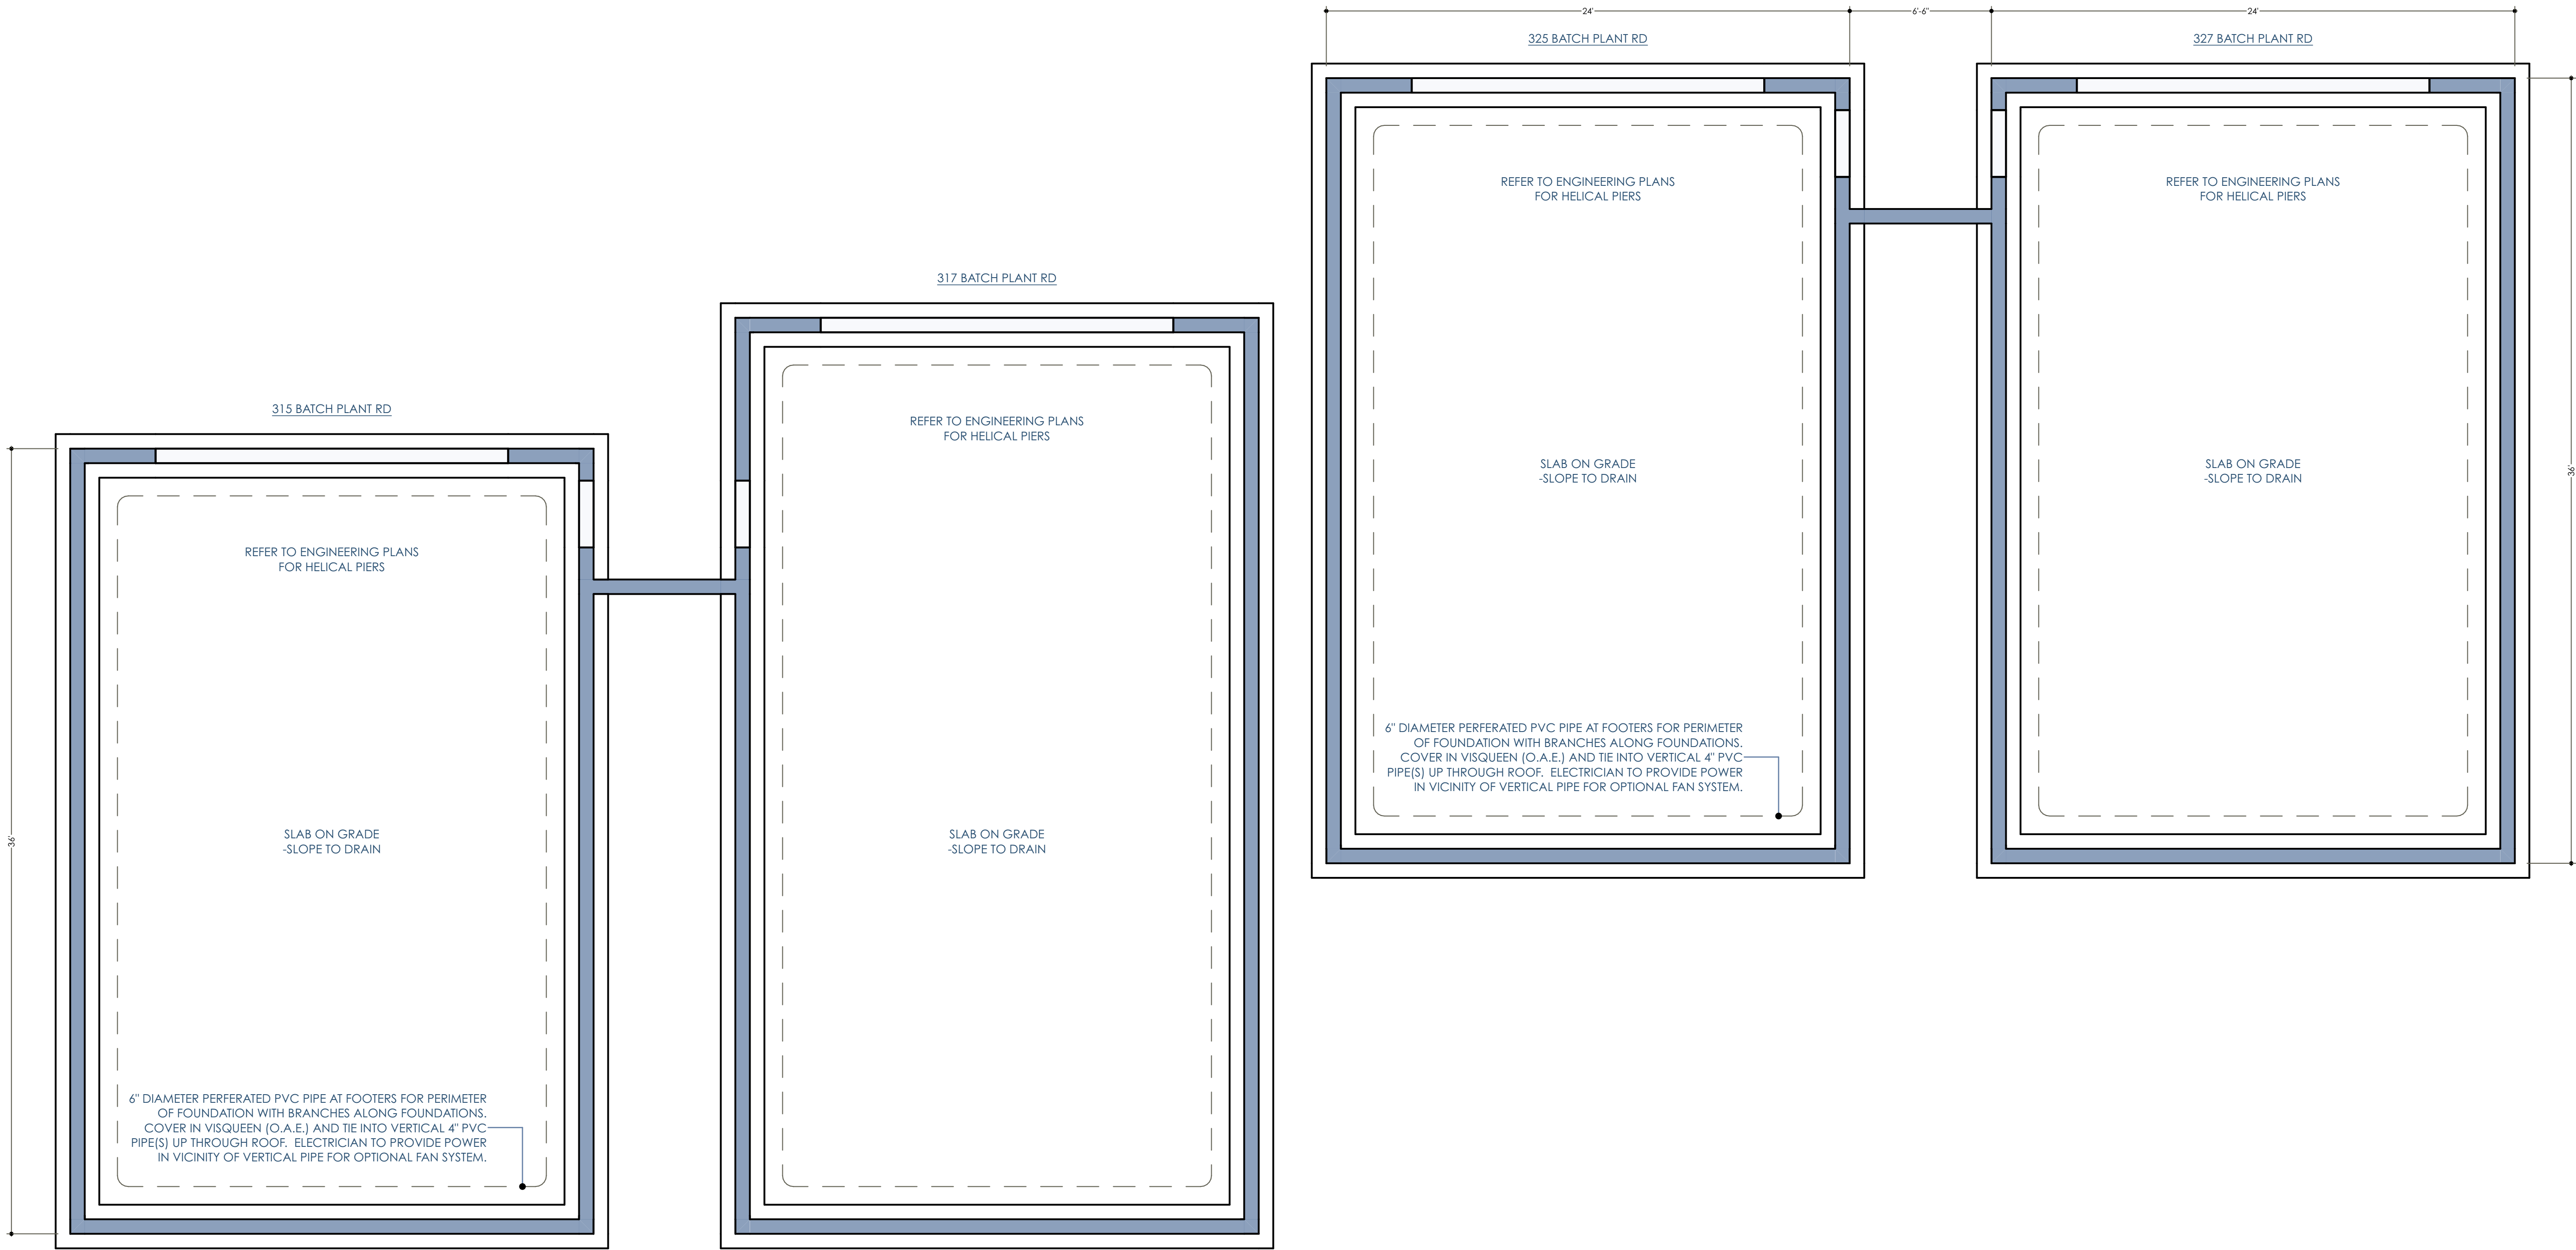 24'
6'-6"
24'
325 BATCH PLANT RD
327 BATCH PLANT RD
REFER TO ENGINEERING PLANS
FOR HELICAL PIERS
REFER TO ENGINEERING PLANS
FOR HELICAL PIERS
317 BATCH PLANT RD
315 BATCH PLANT RD
REFER TO ENGINEERING PLANS
FOR HELICAL PIERS
SLAB ON GRADE
-SLOPE TO DRAIN
SLAB ON GRADE
-SLOPE TO DRAIN
36'
REFER TO ENGINEERING PLANS
FOR HELICAL PIERS
6" DIAMETER PERFERATED PVC PIPE AT FOOTERS FOR PERIMETER
OF FOUNDATION WITH BRANCHES ALONG FOUNDATIONS.
COVER IN VISQUEEN (O.A.E.) AND TIE INTO VERTICAL 4" PVC
PIPE(S) UP THROUGH ROOF.  ELECTRICIAN TO PROVIDE POWER
IN VICINITY OF VERTICAL PIPE FOR OPTIONAL FAN SYSTEM.
36'
SLAB ON GRADE
-SLOPE TO DRAIN
SLAB ON GRADE
-SLOPE TO DRAIN
6" DIAMETER PERFERATED PVC PIPE AT FOOTERS FOR PERIMETER
OF FOUNDATION WITH BRANCHES ALONG FOUNDATIONS.
COVER IN VISQUEEN (O.A.E.) AND TIE INTO VERTICAL 4" PVC
PIPE(S) UP THROUGH ROOF.  ELECTRICIAN TO PROVIDE POWER
IN VICINITY OF VERTICAL PIPE FOR OPTIONAL FAN SYSTEM.